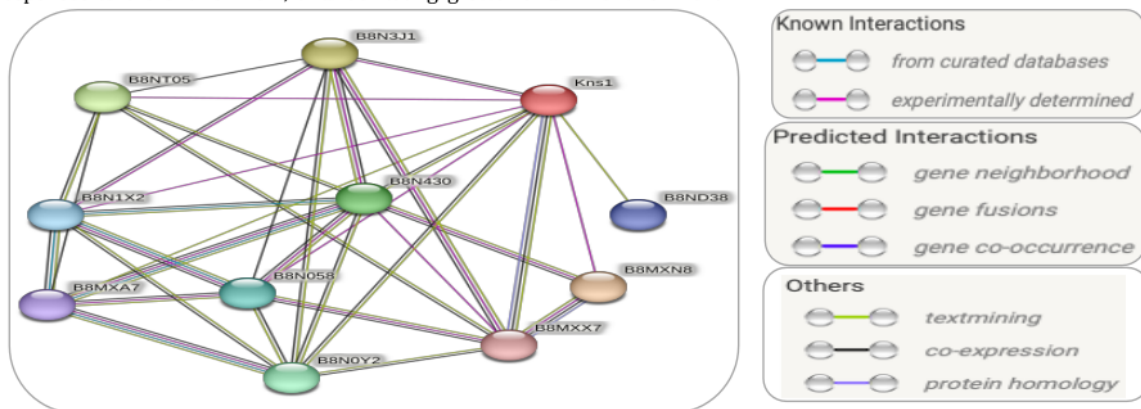 B8N3J1
B8NT05
Kns1
B8N1X2
B8N430
B8ND38
B8MXN8
B8N058
B8MXA7
B8MXX7
B8N0Y2
Known Interactions
from curated databases
experimentally determined
Predicted Interactions
gene neighborhood
gene fusions
gene co-occurrence
Others
textmining
co-expression
protein homology